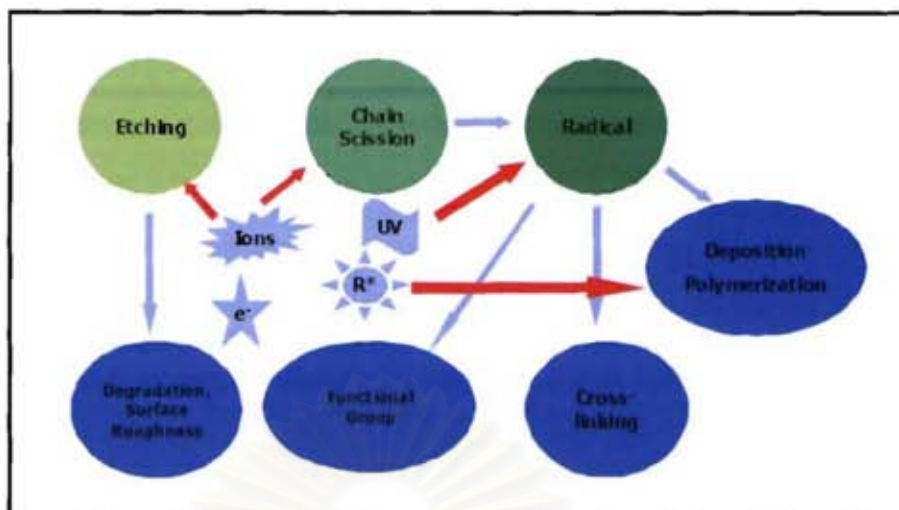 Etching
Chain
Scission
Radical
Ions
UV
R*
e-
Deposition
Polymerization
Degradation,
Surface
Roughness
Functional
Group
Cross-
linking